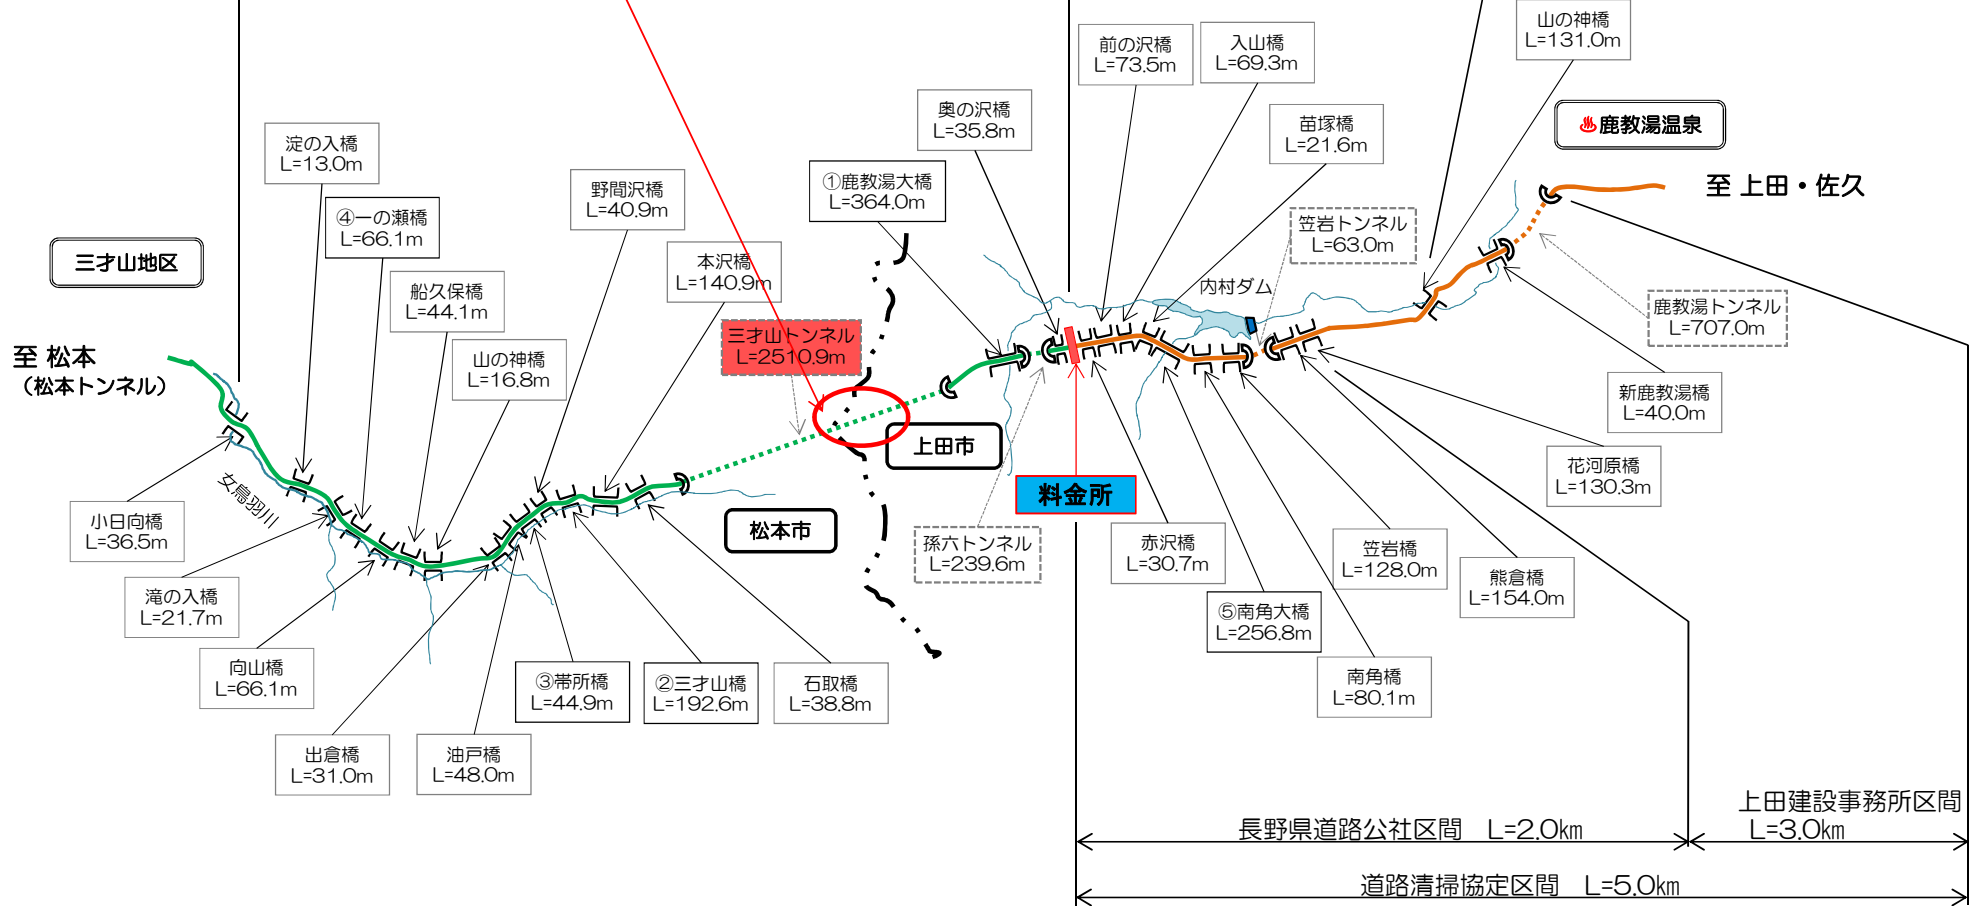 山の神橋
L=131.0m
前の沢橋
L=73.5m
入山橋
L=69.3m
奥の沢橋
L=35.8m
苗塚橋
L=21.6m
♨鹿教湯温泉
淀の入橋
L=13.0m
④一の瀬橋
L=66.1m
野間沢橋
L=40.9m
①鹿教湯大橋
L=364.0m
至 上田・佐久
笠岩トンネル
L=63.0m
三才山地区
船久保橋
L=44.1m
本沢橋
L=140.9m
内村ダム
鹿教湯トンネル
L=707.0m
三才山トンネル
L=2510.9m
至 松本
（松本トンネル）
山の神橋
L=16.8m
新鹿教湯橋
L=40.0m
上田市
花河原橋
L=130.3m
女鳥羽川
料金所
小日向橋
L=36.5m
松本市
孫六トンネル
L=239.6m
赤沢橋
L=30.7m
笠岩橋
L=128.0m
熊倉橋
L=154.0m
滝の入橋
L=21.7m
⑤南角大橋
L=256.8m
向山橋
L=66.1m
③帯所橋
L=44.9m
②三才山橋
L=192.6m
石取橋
L=38.8m
南角橋
L=80.1m
出倉橋
L=31.0m
油戸橋
L=48.0m
上田建設事務所区間
L=3.0㎞
長野県道路公社区間 L=2.0㎞
道路清掃協定区間 L=5.0㎞